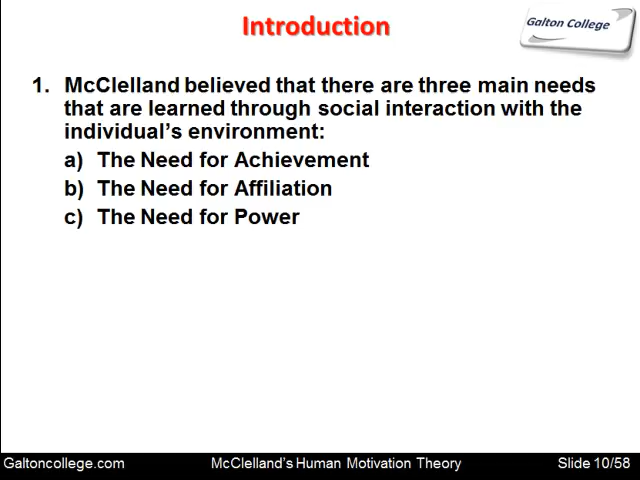 Introduction
Galton College
1. McClelland believed that there are three main needs
that are learned through social interaction with the
individual's environment:
a) The Need for Achievement
b) The Need for Affiliation
c) The Need for Power
Galtoncollege.com McClelland's Human Motivation Theory Slide 10/58